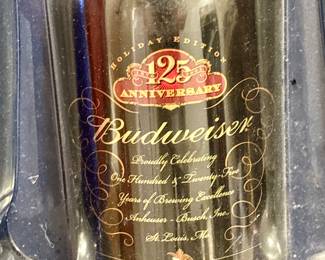 HOLIDAY EDITION
125
ANNIVERSARY
Budweiser
Proudly Celebrating
One Hundred & Twenty-Five
Years of Brewing Excellence
Anheuser-Busch, Inc.
St. Louis, Mo.